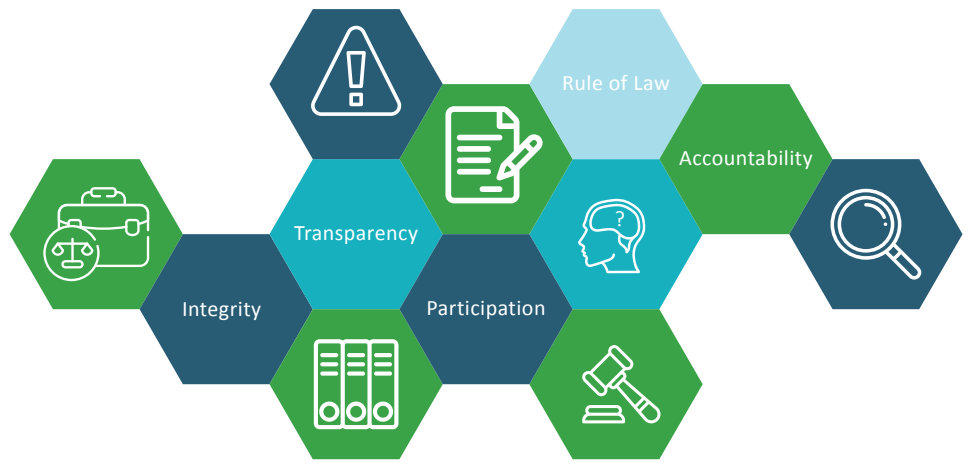 Rule of Law
Accountability
?
Transparency
Integrity
Participation